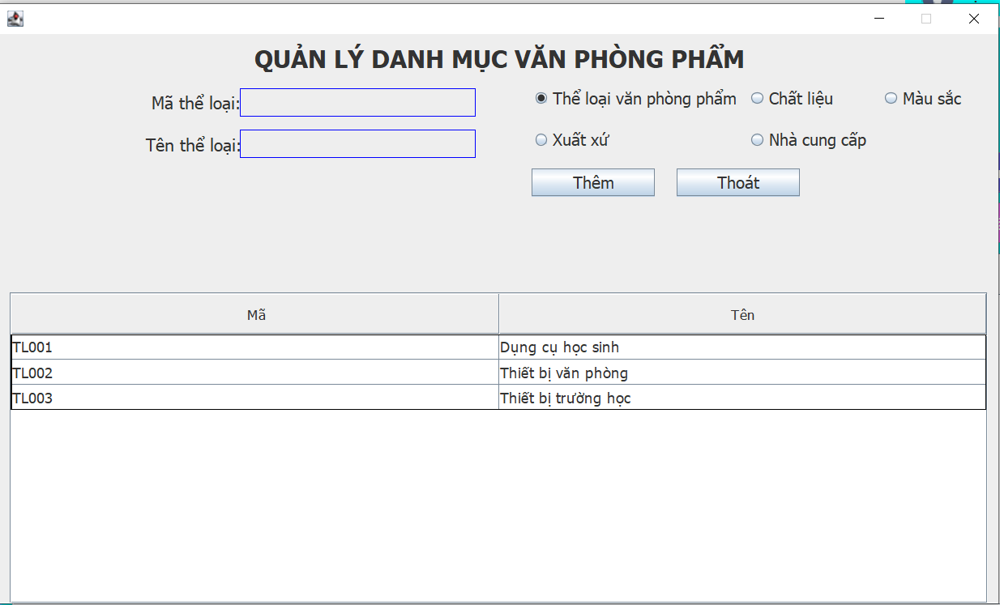 QUẢN LÝ DANH MỤC VĂN PHÒNG PHẨM
Mã thể loại:
Thể loại văn phòng phẩm
Chất liệu
Màu sắc
Tên thể loại:
Xuất xứ
Nhà cung cấp
Thêm
Thoát
Mã
Tên
TL001
Dụng cụ học sinh
TL002
Thiết bị văn phòng
TL003
Thiết bị trường học